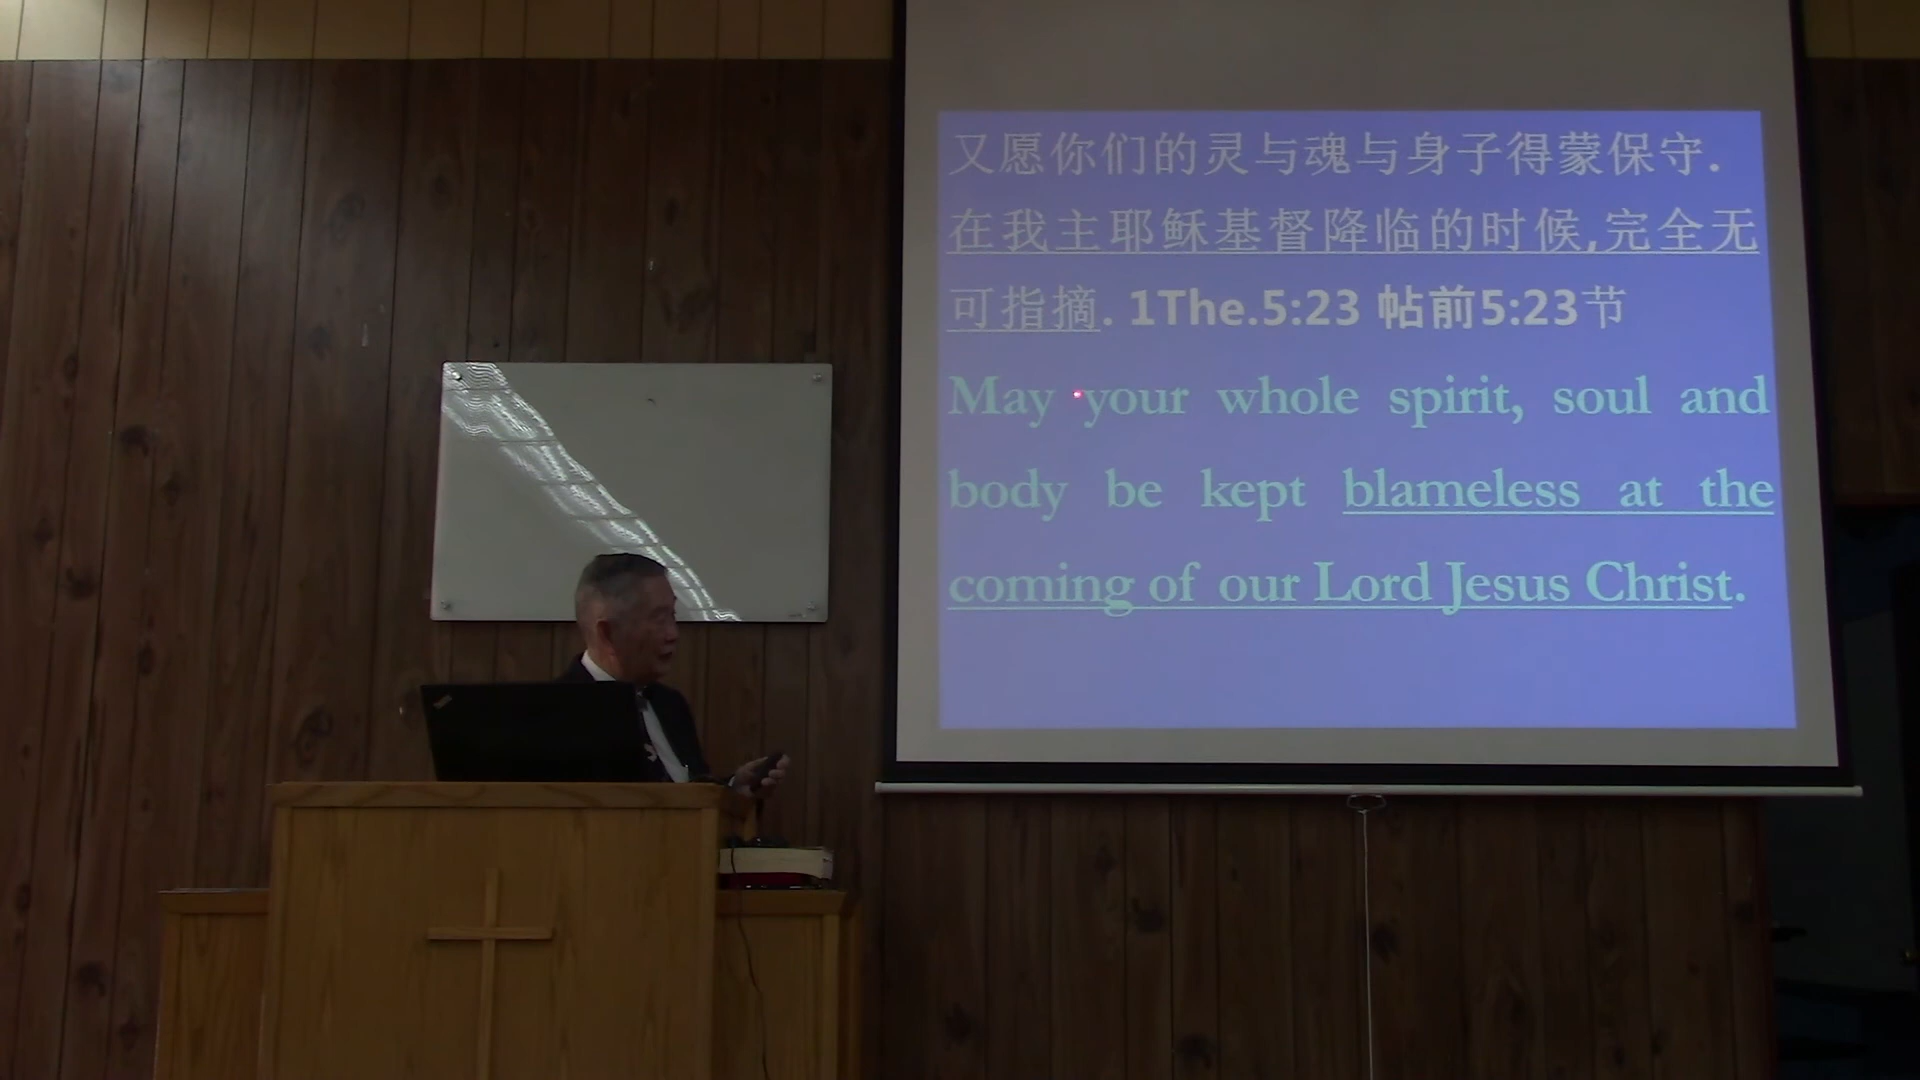 又愿你们的灵与魂与身子得蒙保守.
在我主耶稣基督降临的时候,完全无
可指摘. 1The.5:23 帖前5:23节
May your whole spirit, soul and
body be kept blameless at the
coming of our Lord Jesus Christ.